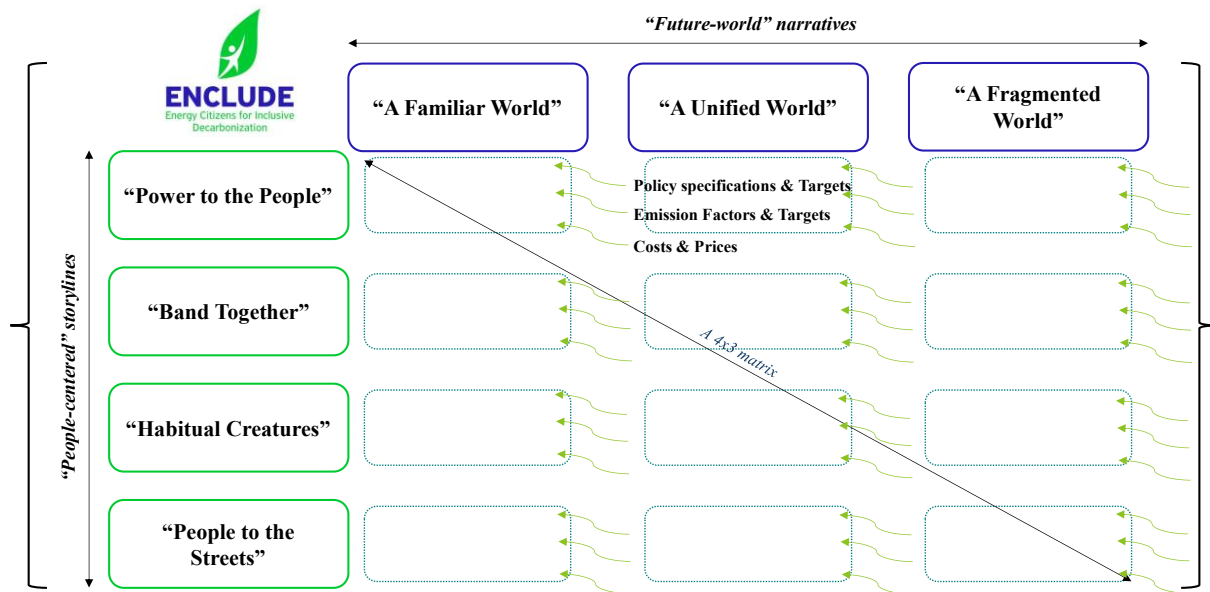 “Future-world” narratives
ENCLUDE
Energy Citizens for Inclusive
Decarbonization
“A Familiar World”
“A Unified World”
“A Fragmented
World”
“People-centered” storylines
“Power to the People”
Policy specifications & Targets
Emission Factors & Targets
Costs & Prices
“Band Together”
A 4x3 matrix
“Habitual Creatures”
“People to the
Streets”